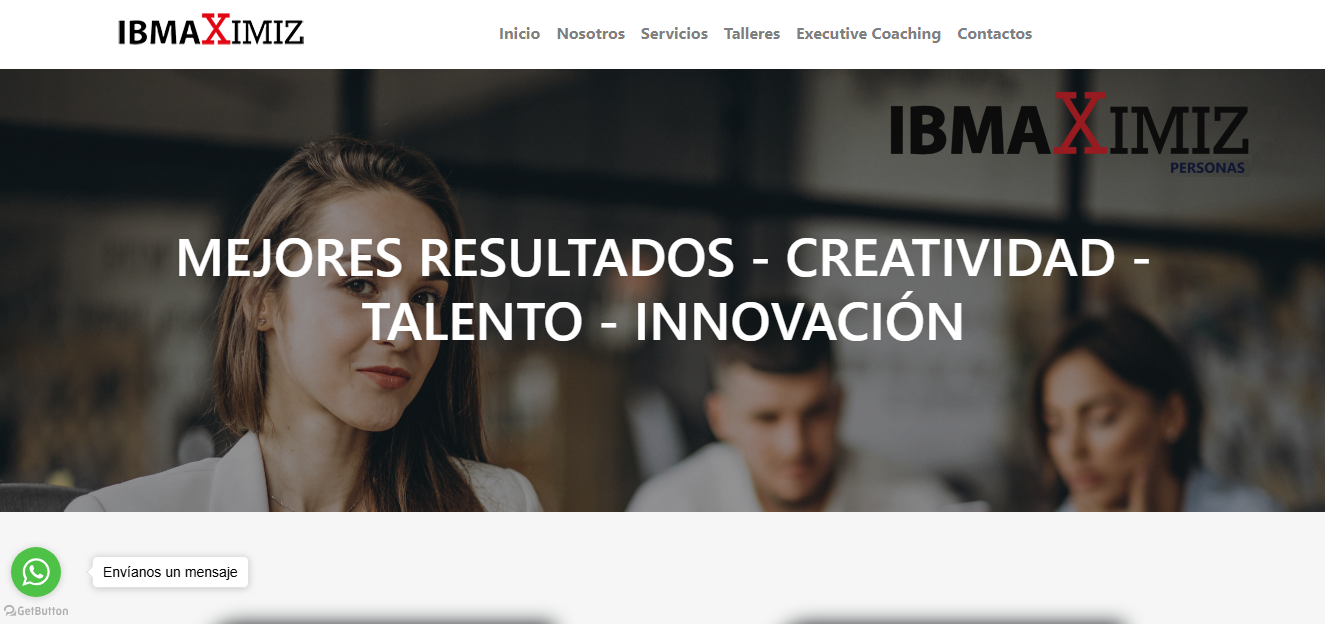 IBMAXIMIZ
Inicio Nosotros Servicios Talleres Executive Coaching Contactos
IBMAXIMIZ
PERSONAS
MEJORES RESULTADOS - CREATIVIDAD -
TALENTO - INNOVACIÓN
Envíanos un mensaje
GetButton